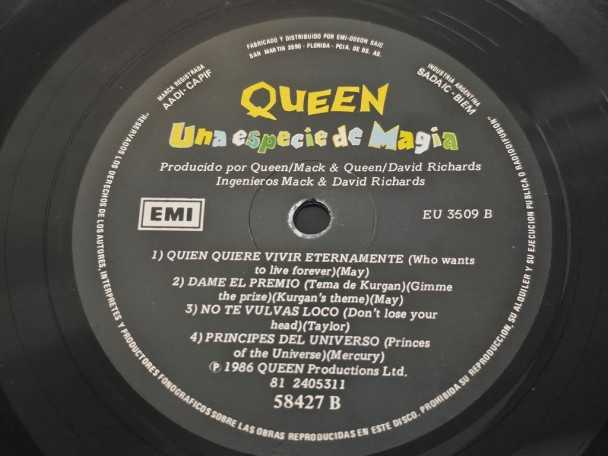 FABRICADO Y DISTRIBUIDO POR EMI-ODEON SAIJ
SAN MARTIN 3590 - FLORIDA - PCIA. DE BS. AS.
MARCA REGISTRADA
AADI-CAPIF
INDUSTRIA ARGENTINA
SADAIC-BIEM
QUEEN
Una especie de Magia
Producido por Queen/Mack & Queen/David Richards
Ingenieros Mack & David Richards
EMI
EU 3509 B
1) QUIEN QUIERE VIVIR ETERNAMENTE (Who wants
to live forever)(May)
2) DAME EL PREMIO (Tema de Kurgan)(Gimme
the prize)(Kurgan's theme)(May)
3) NO TE VULVAS LOCO (Don't lose your
head)(Taylor)
4) PRINCIPES DEL UNIVERSO (Princes
of the Universe)(Mercury)
Ⓟ 1986 QUEEN Productions Ltd.
81 2405311
58427 B
"RESERVADOS LOS DERECHOS DE LOS AUTORES, INTERPRETES Y PRODUCTORES FONOGRAFICOS SOBRE LAS OBRAS REPRODUCIDAS EN ESTE DISCO. PROHIBIDA SU REPRODUCCION, SU ALQUILER Y SU EJECUCION PUBLICA O RADIODIFUSION"